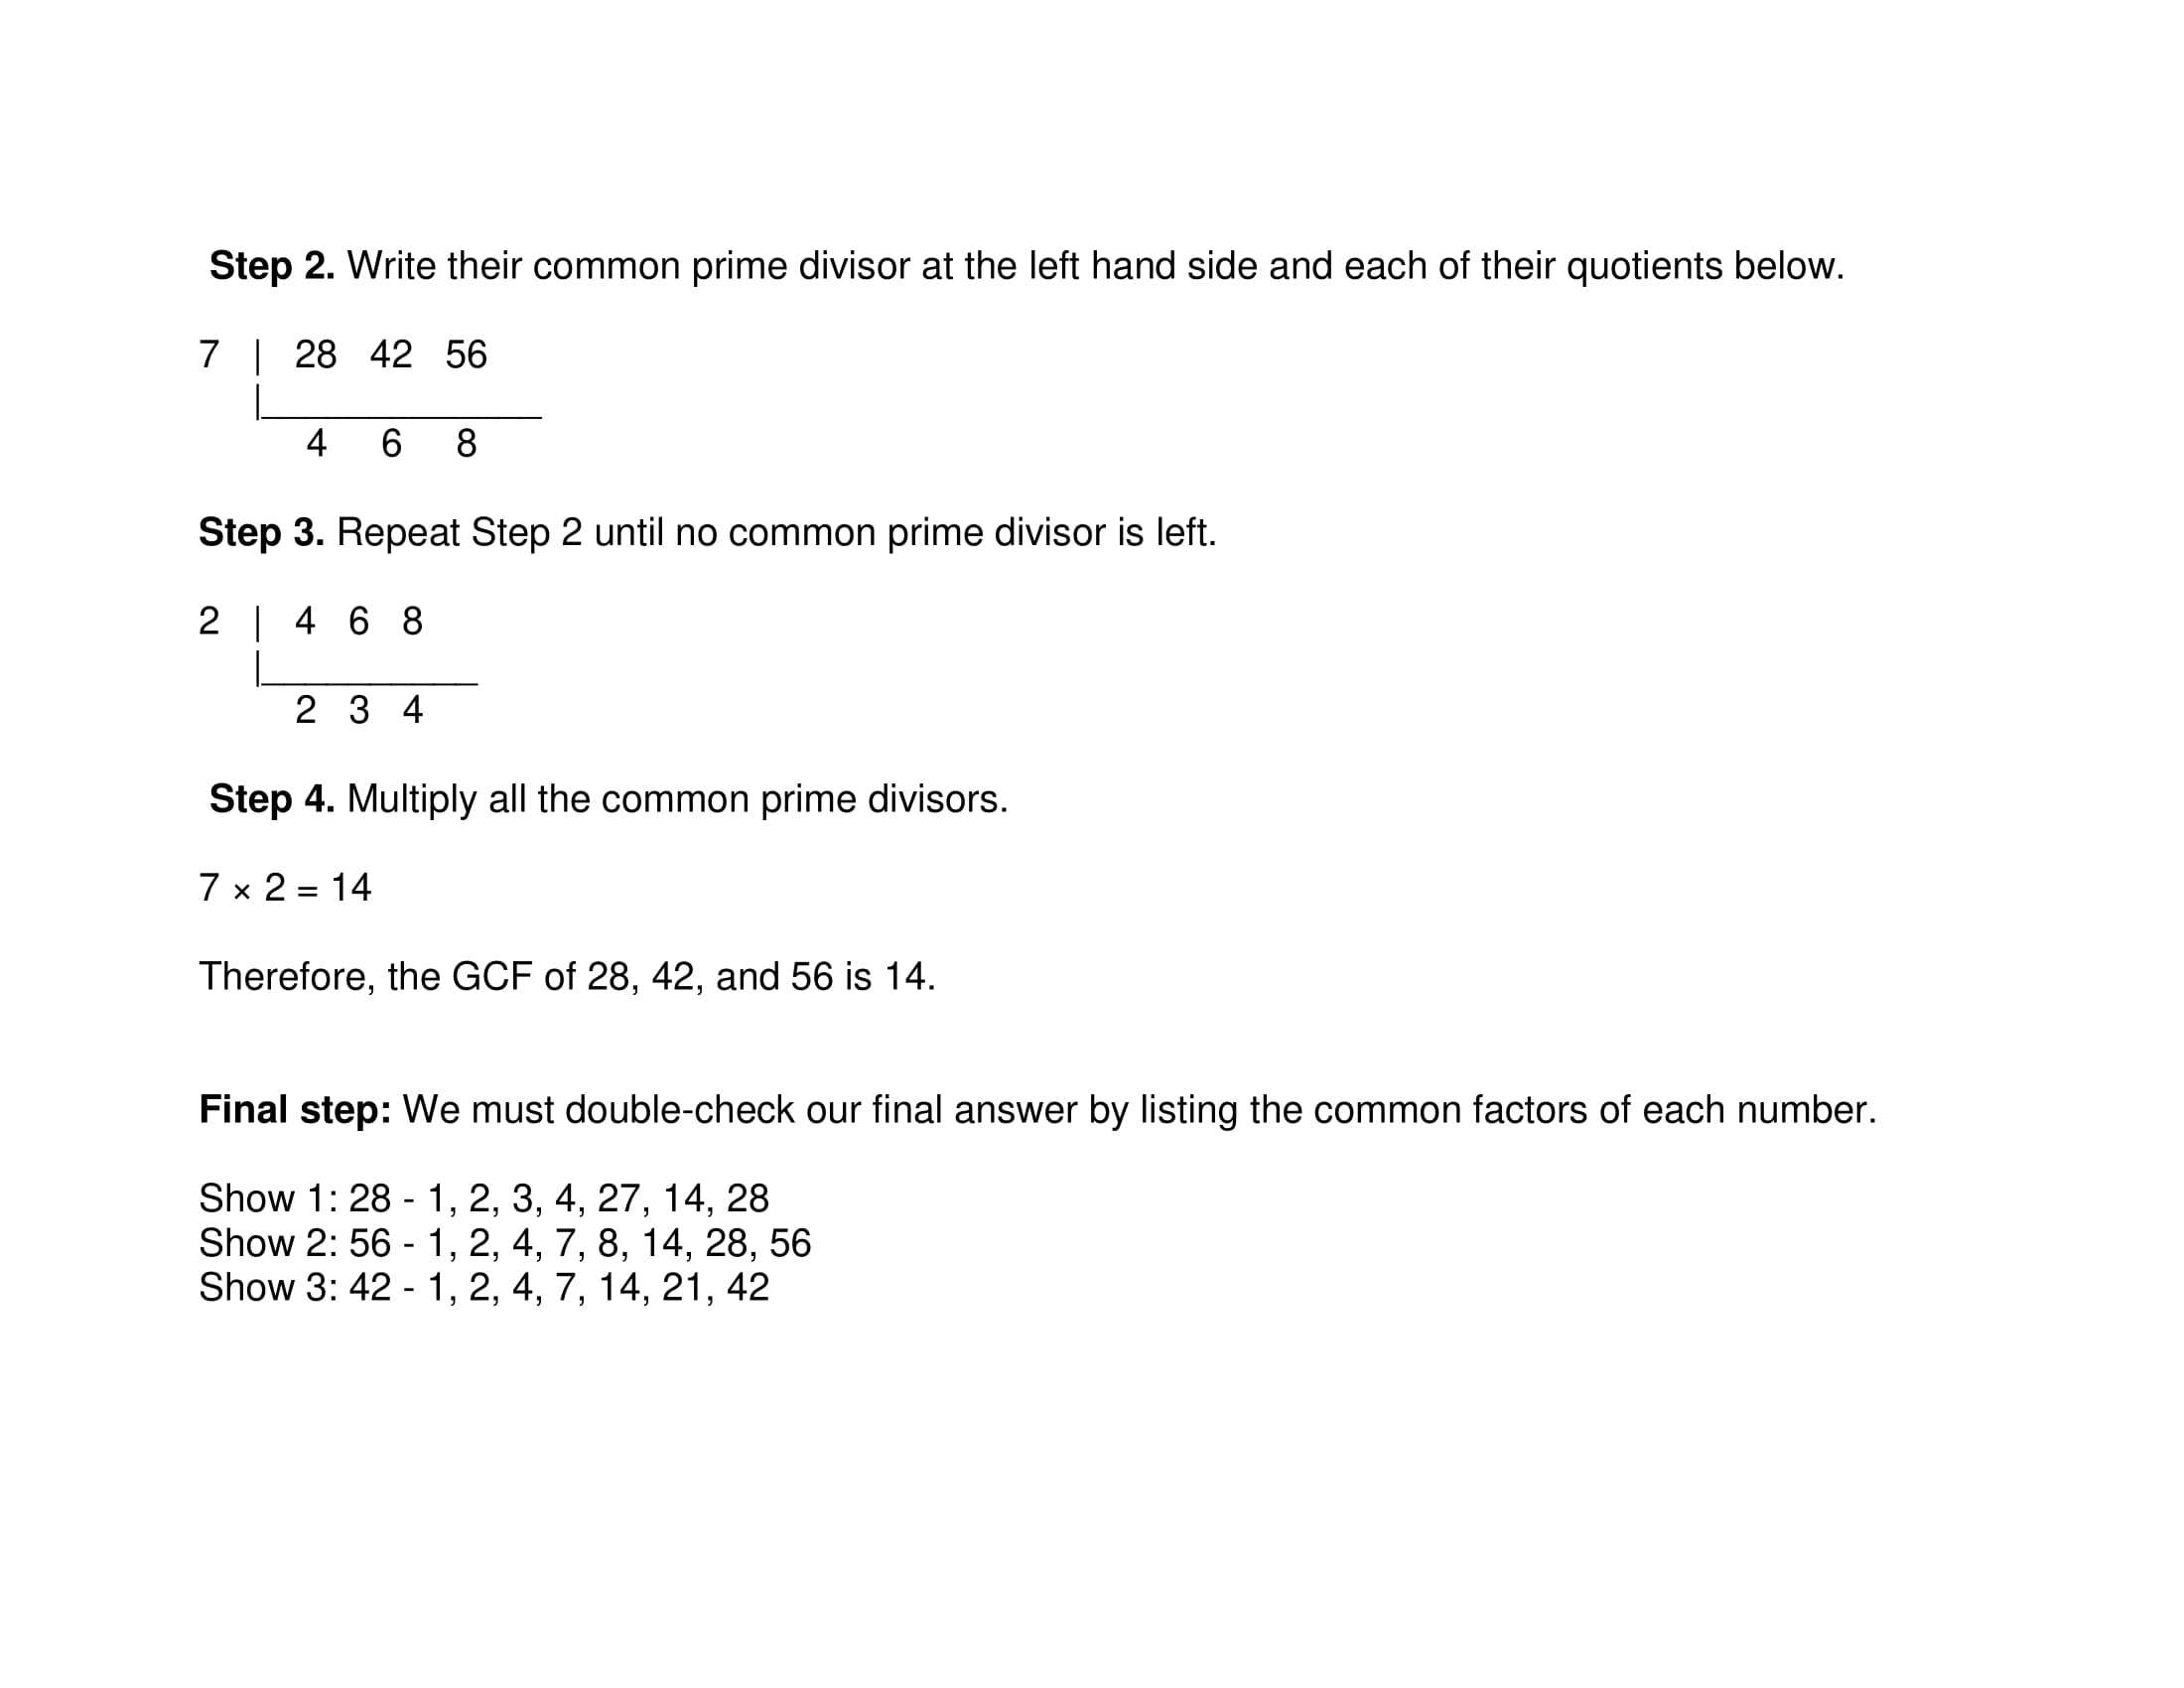 Step 2. Write their common prime divisor at the left hand side and each of their quotients below.
7 | 28 42 56
|_____________
4 6 8
Step 3. Repeat Step 2 until no common prime divisor is left.
2 | 4 6 8
|__________
2 3 4
Step 4. Multiply all the common prime divisors.
7 × 2 = 14
Therefore, the GCF of 28, 42, and 56 is 14.
Final step: We must double-check our final answer by listing the common factors of each number.
Show 1: 28 - 1, 2, 3, 4, 27, 14, 28
Show 2: 56 - 1, 2, 4, 7, 8, 14, 28, 56
Show 3: 42 - 1, 2, 4, 7, 14, 21, 42